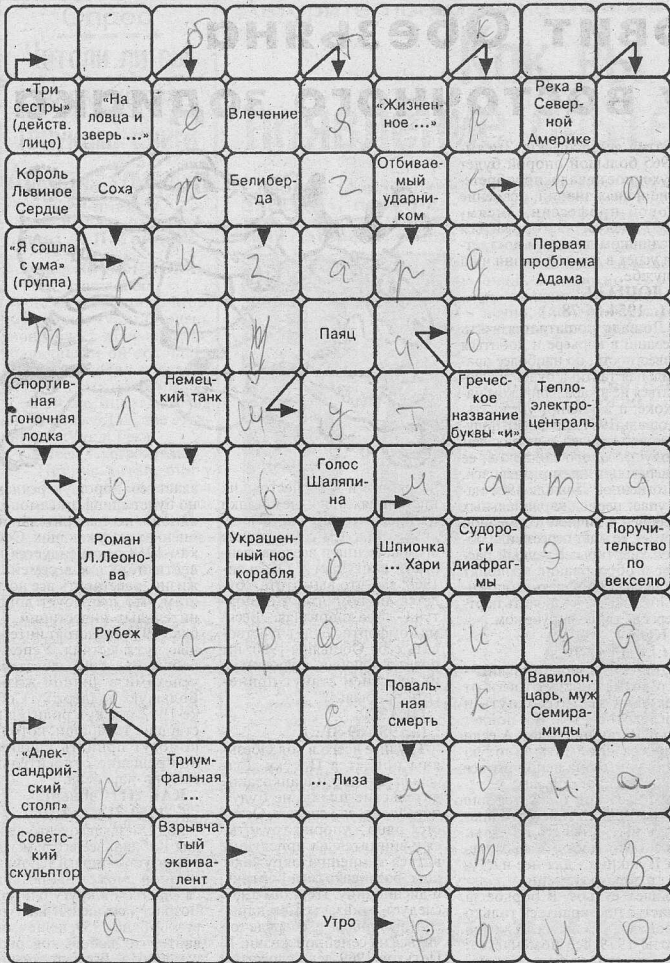 б т к
«Три сестры» (действ. лицо) «На ловца и зверь ...» е Влечение я «Жизнен-ное ...» р Река в Север-ной Америке
Король Львиное Сердце Соха ж Белибер-да г Отбивае-мый ударни-ком е а
«Я сошла с ума» (группа) р и г а р д Первая проблема Адама
т а т у Паяц о
Спортив-ная гоночная лодка л Немец-кий танк ш у т Гречес-кое название буквы «и» Тепло-электро-централь
о ь Голос Шаляпи-на м а т а
Роман Л.Леоно-ва Украшен-ный нос корабля о Шпионка ... Хари Судоро-ги диафраг-мы э Поручи-тельство по векселю
Рубеж г р а н и ц а
а с Поваль-ная смерть к Вавилон. царь, муж Семира-миды в
«Алек-сандрий-ский столп» р Триум-фальная ... ... Лиза м о н а
Советс-кий скульптор к Взрывча-тый эквива-лент о т з
а Утро р а н о